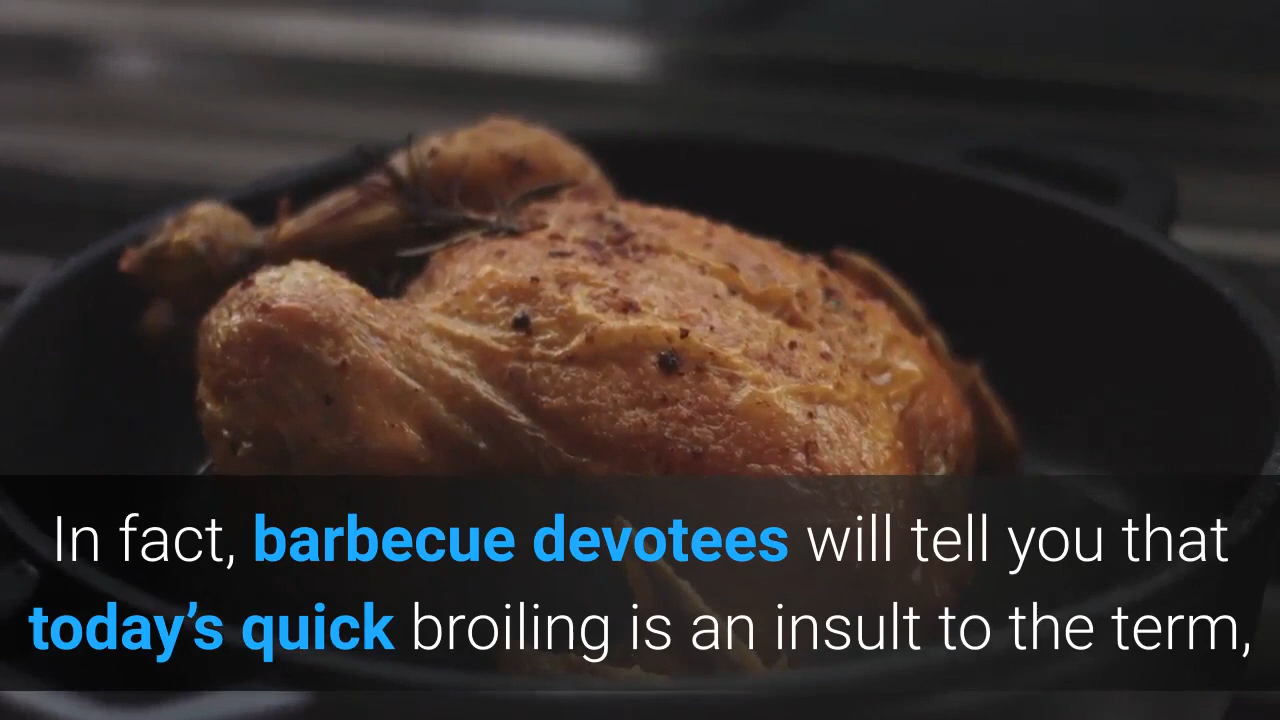 In fact, barbecue devotees will tell you that
today’s quick broiling is an insult to the term,